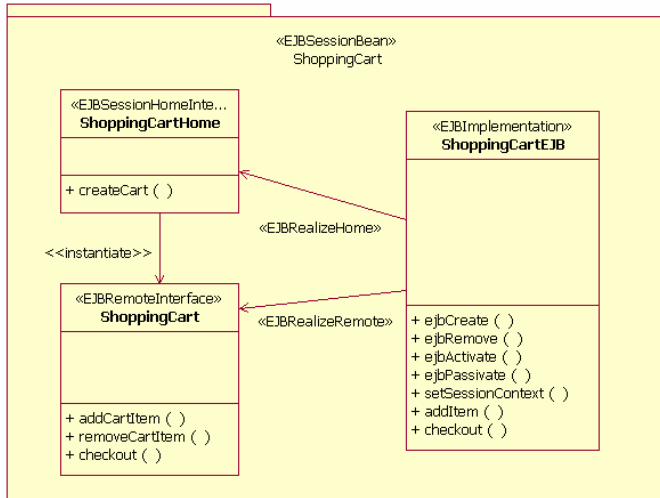 «EJBSessionBean»
ShoppingCart
«EJBSessionHomeInte...
ShoppingCartHome
+ createCart ( )
<<instantiate>>
«EJBRemoteInterface»
ShoppingCart
+ addCartItem ( )
+ removeCartItem ( )
+ checkout ( )
«EJBRealizeHome»
«EJBRealizeRemote»
«EJBImplementation»
ShoppingCartEJB
+ ejbCreate ( )
+ ejbRemove ( )
+ ejbActivate ( )
+ ejbPassivate ( )
+ setSessionContext ( )
+ addItem ( )
+ checkout ( )